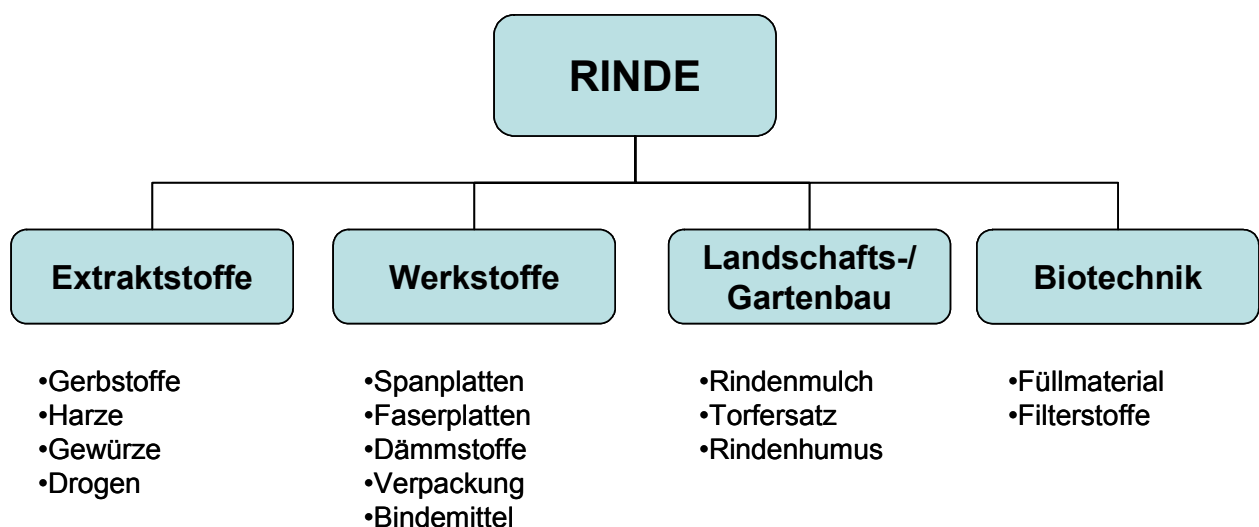 RINDE
Extraktstoffe
•Gerbstoffe
•Harze
•Gewürze
•Drogen
Werkstoffe
•Spanplatten
•Faserplatten
•Dämmstoffe
•Verpackung
•Bindemittel
Landschafts-/
Gartenbau
•Rindenmulch
•Torfersatz
•Rindenhumus
Biotechnik
•Füllmaterial
•Filterstoffe